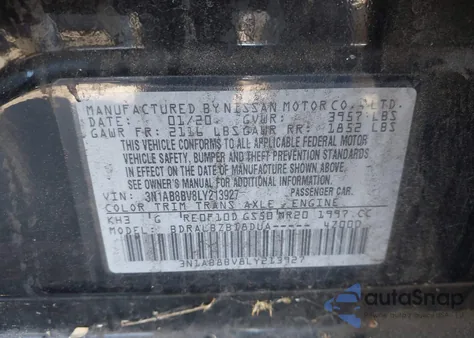 MANUFACTURED BY NISSAN MOTOR CO., LTD.
DATE: 01/20 GVWR: 3957 LBS
GAWR FR: 2116 LBS GAWR RR: 1852 LBS
THIS VEHICLE CONFORMS TO ALL APPLICABLE FEDERAL MOTOR
VEHICLE SAFETY, BUMPER AND THEFT PREVENTION STANDARDS
IN EFFECT ON THE DATE OF MANUFACTURE SHOWN ABOVE.
SEE OWNER'S MANUAL FOR ADDITIONAL INFORMATION.
VIN: 3N1AB8BV8LY213927 PASSENGER CAR
COLOR TRIM TRANS AXLE ENGINE
KH3 G RE0F10D GS50 MR20 1997 CC
MODEL: BDRALBZB18DUA----- 4Z00D
3N1AB8BV8LY213927
autoSnap